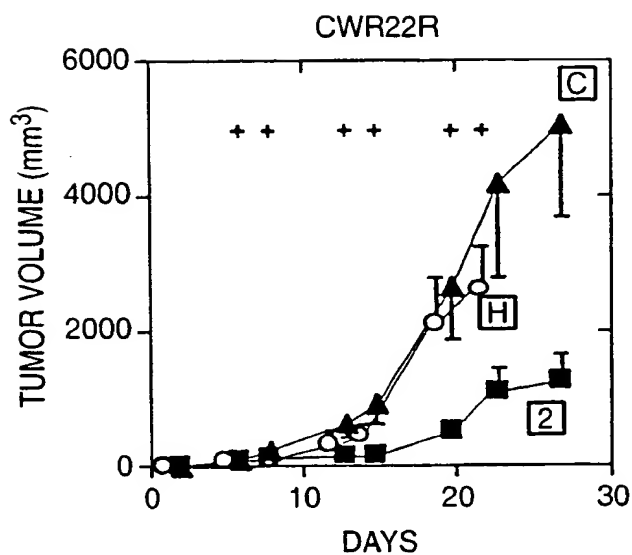 CWR22R
6000
C
+ + + + + +
4000
TUMOR VOLUME (mm³)
2000
H
2
0
0 10 20 30
DAYS